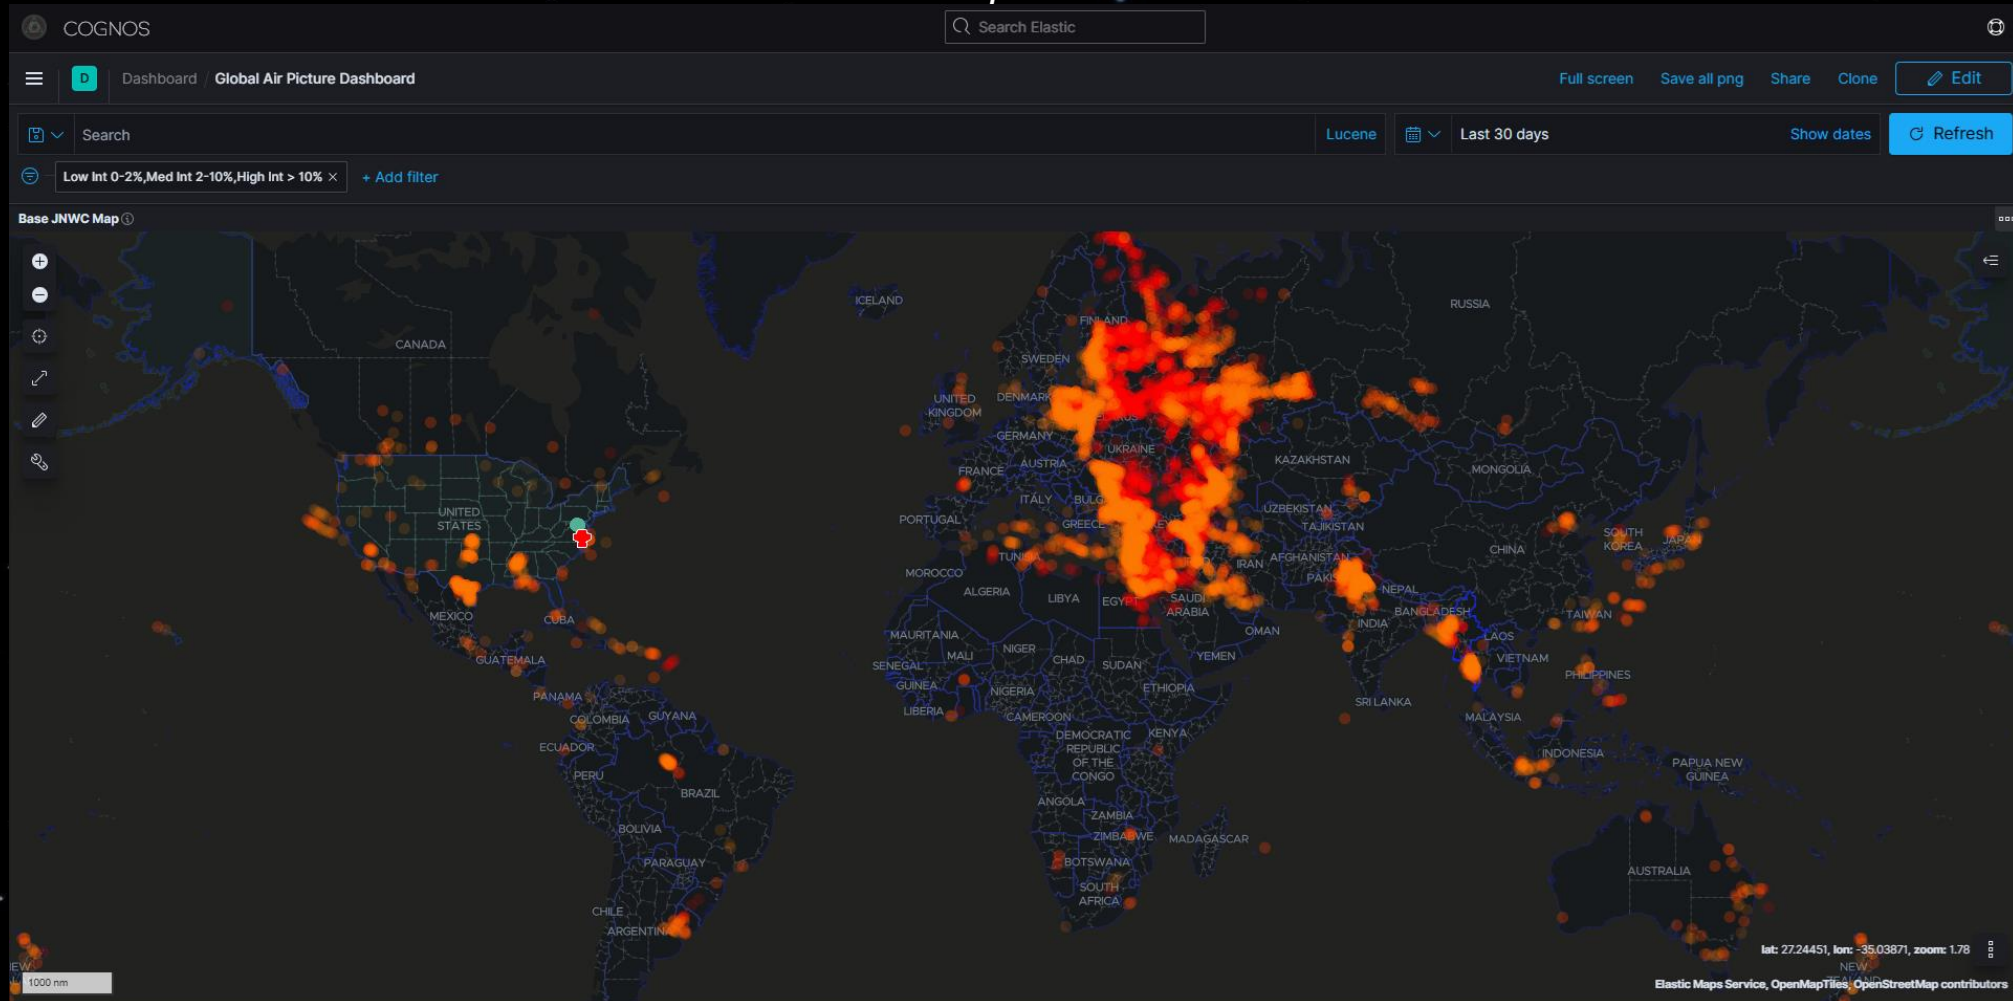 COGNOS
Search Elastic
D
Dashboard / Global Air Picture Dashboard
Full screen
Save all png
Share
Clone
Edit
Search
Lucene
Last 30 days
Show dates
Refresh
Low Int 0-2%,Med Int 2-10%,High Int > 10% ×
+ Add filter
Base JNWC Map
ICELAND
RUSSIA
FINLAND
CANADA
SWEDEN
UNITED
KINGDOM
DENMARK
GERMANY
UKRAINE
KAZAKHSTAN
FRANCE
AUSTRIA
MONGOLIA
ITALY
BULG
UNITED
STATES
PORTUGAL
GREECE
UZBEKISTAN
TAJIKISTAN
SOUTH
KOREA
JAPAN
CHINA
TUN
IRAN
AFGHANISTAN
MOROCCO
PAKI
ALGERIA
LIBYA
EGYPT
SAUDI
ARABIA
NEPAL
BANGLADESH
MEXICO
CUBA
INDIA
TAIWAN
OMAN
MAURITANIA
LAOS
MALI
NIGER
CHAD
SUDAN
YEMEN
VIETNAM
GUATEMALA
SENEGAL
PHILIPPINES
GUINEA
NIGERIA
ETHIOPIA
PANAMA
SRI LANKA
LIBERIA
CAMEROON
COLOMBIA
GUYANA
MALAYSIA
DEMOCRATIC
REPUBLIC
OF THE
CONGO
KENYA
ECUADOR
INDONESIA
PAPUA NEW
GUINEA
PERU
BRAZIL
ANGOLA
ZAMBIA
BOLIVIA
ZIMBABWE
MADAGASCAR
PARAGUAY
BOTSWANA
AUSTRALIA
SOUTH
AFRICA
CHILE
ARGENTINA
lat: 27.24451, lon: -35.03871, zoom: 1.78
NEW
ZEALAND
1000 nm
Elastic Maps Service, OpenMapTiles, OpenStreetMap contributors